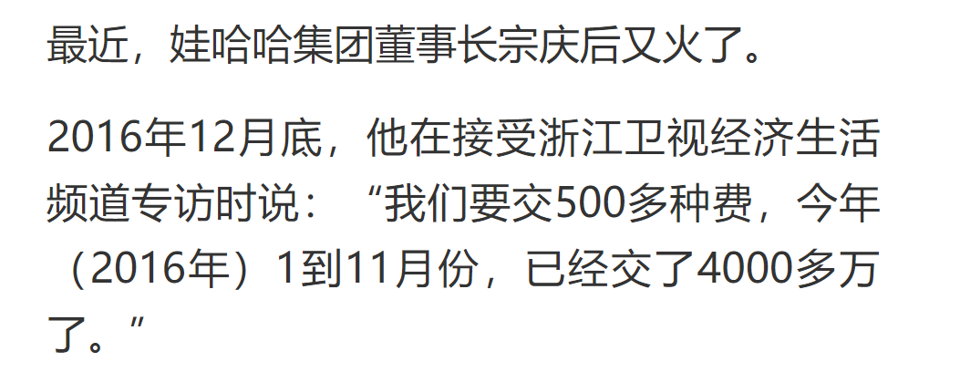 最近，娃哈哈集团董事长宗庆后又火了。
2016年12月底，他在接受浙江卫视经济生活
频道专访时说：“我们要交500多种费，今年
（2016年）1到11月份，已经交了4000多万
了。”